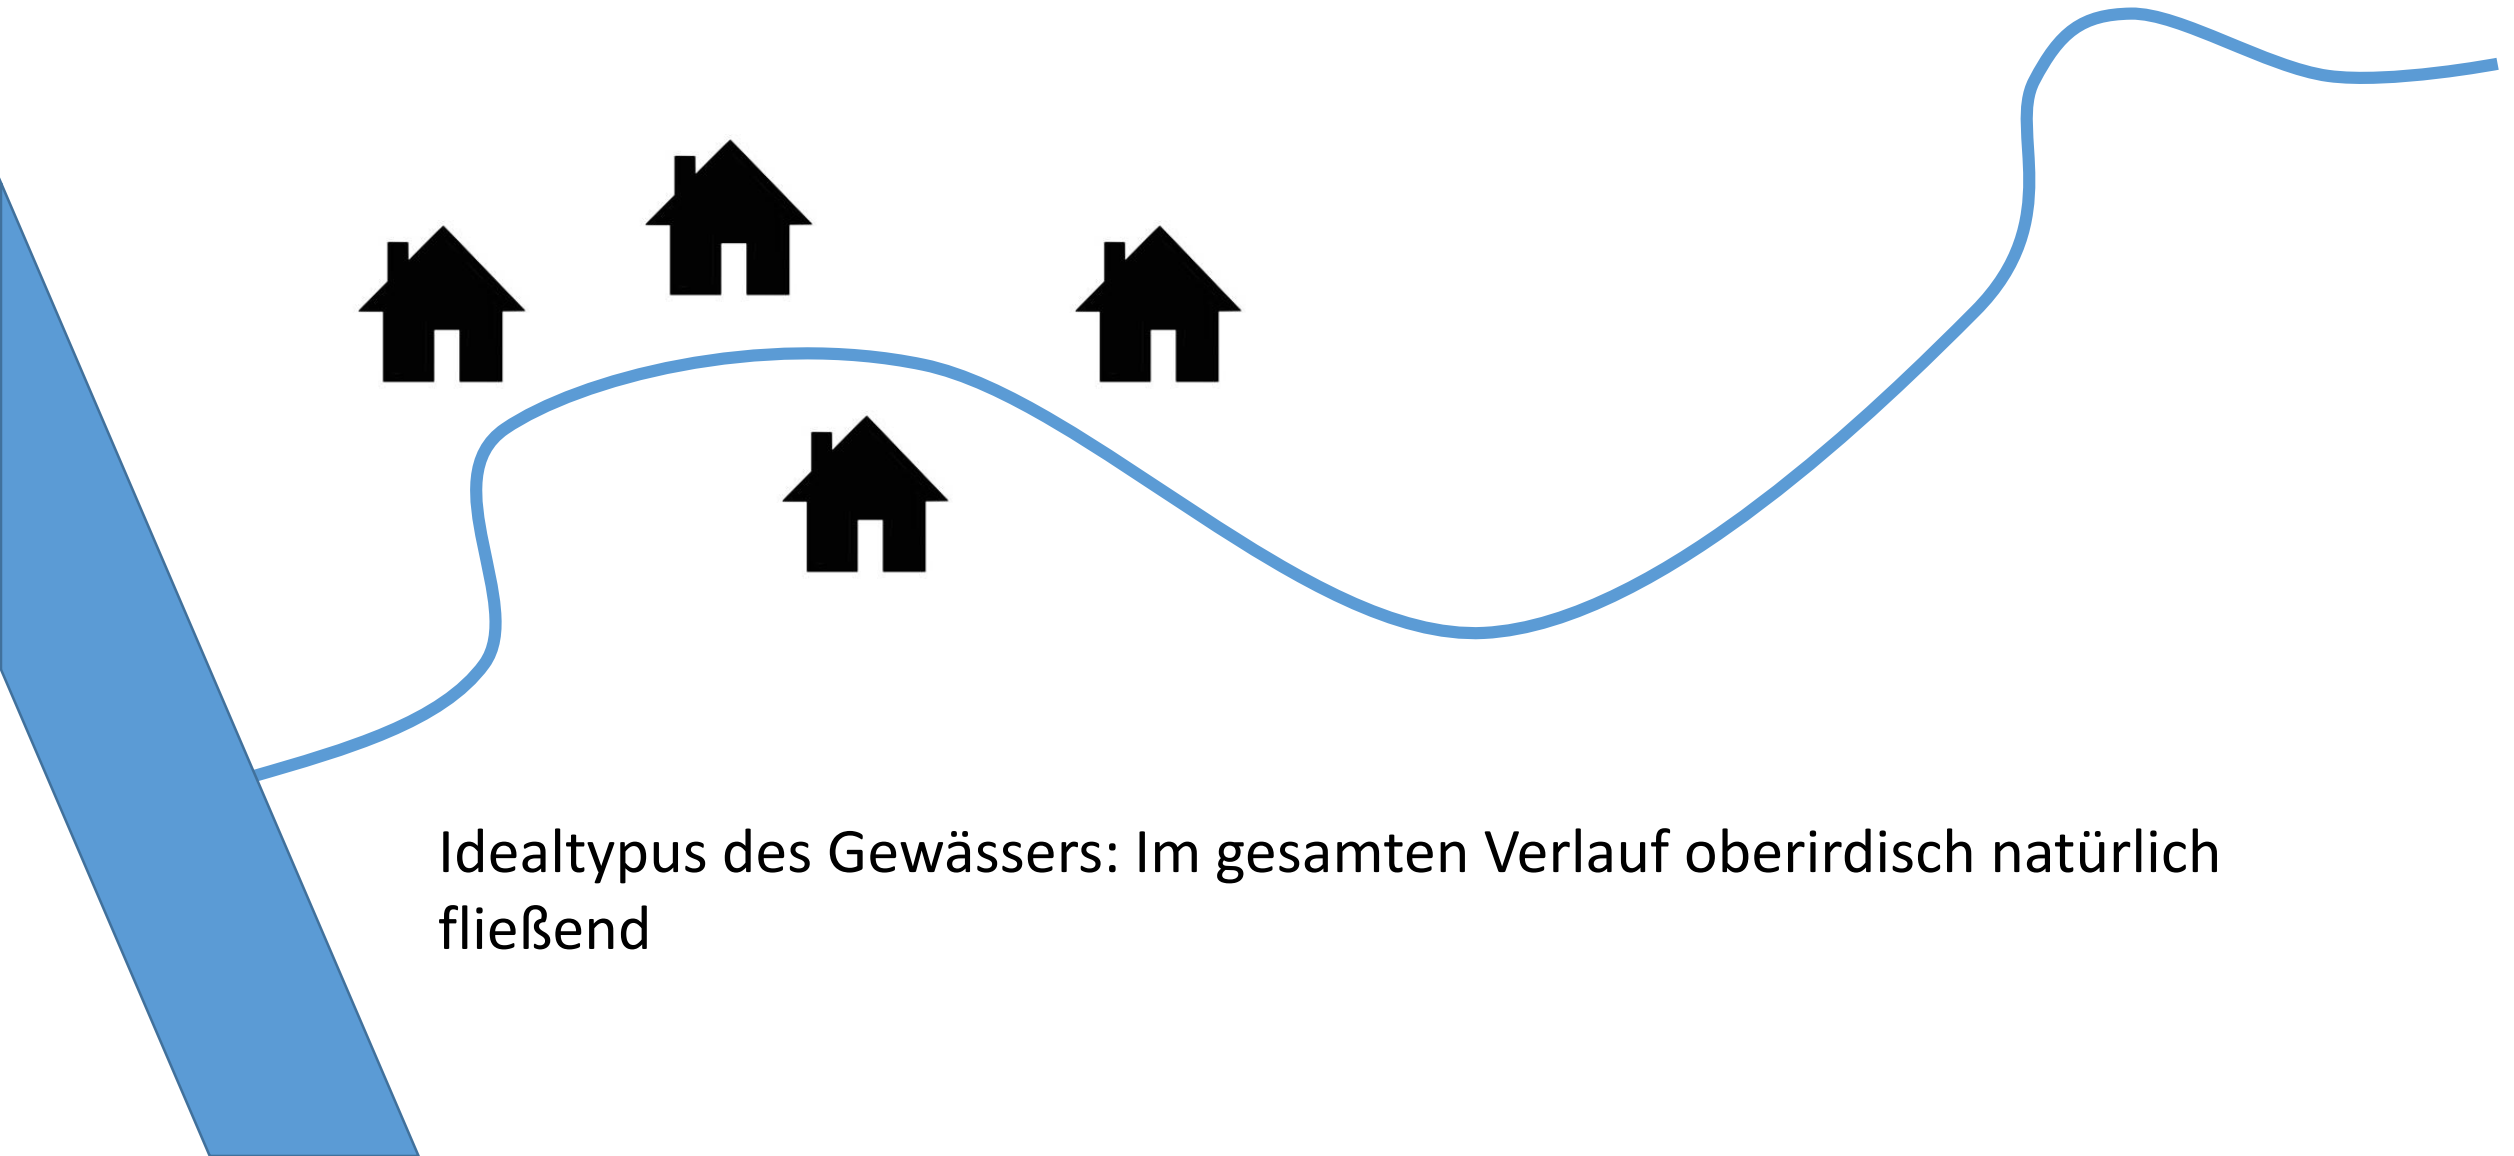 Idealtypus des Gewässers: Im gesamten Verlauf oberirdisch natürlich
fließend